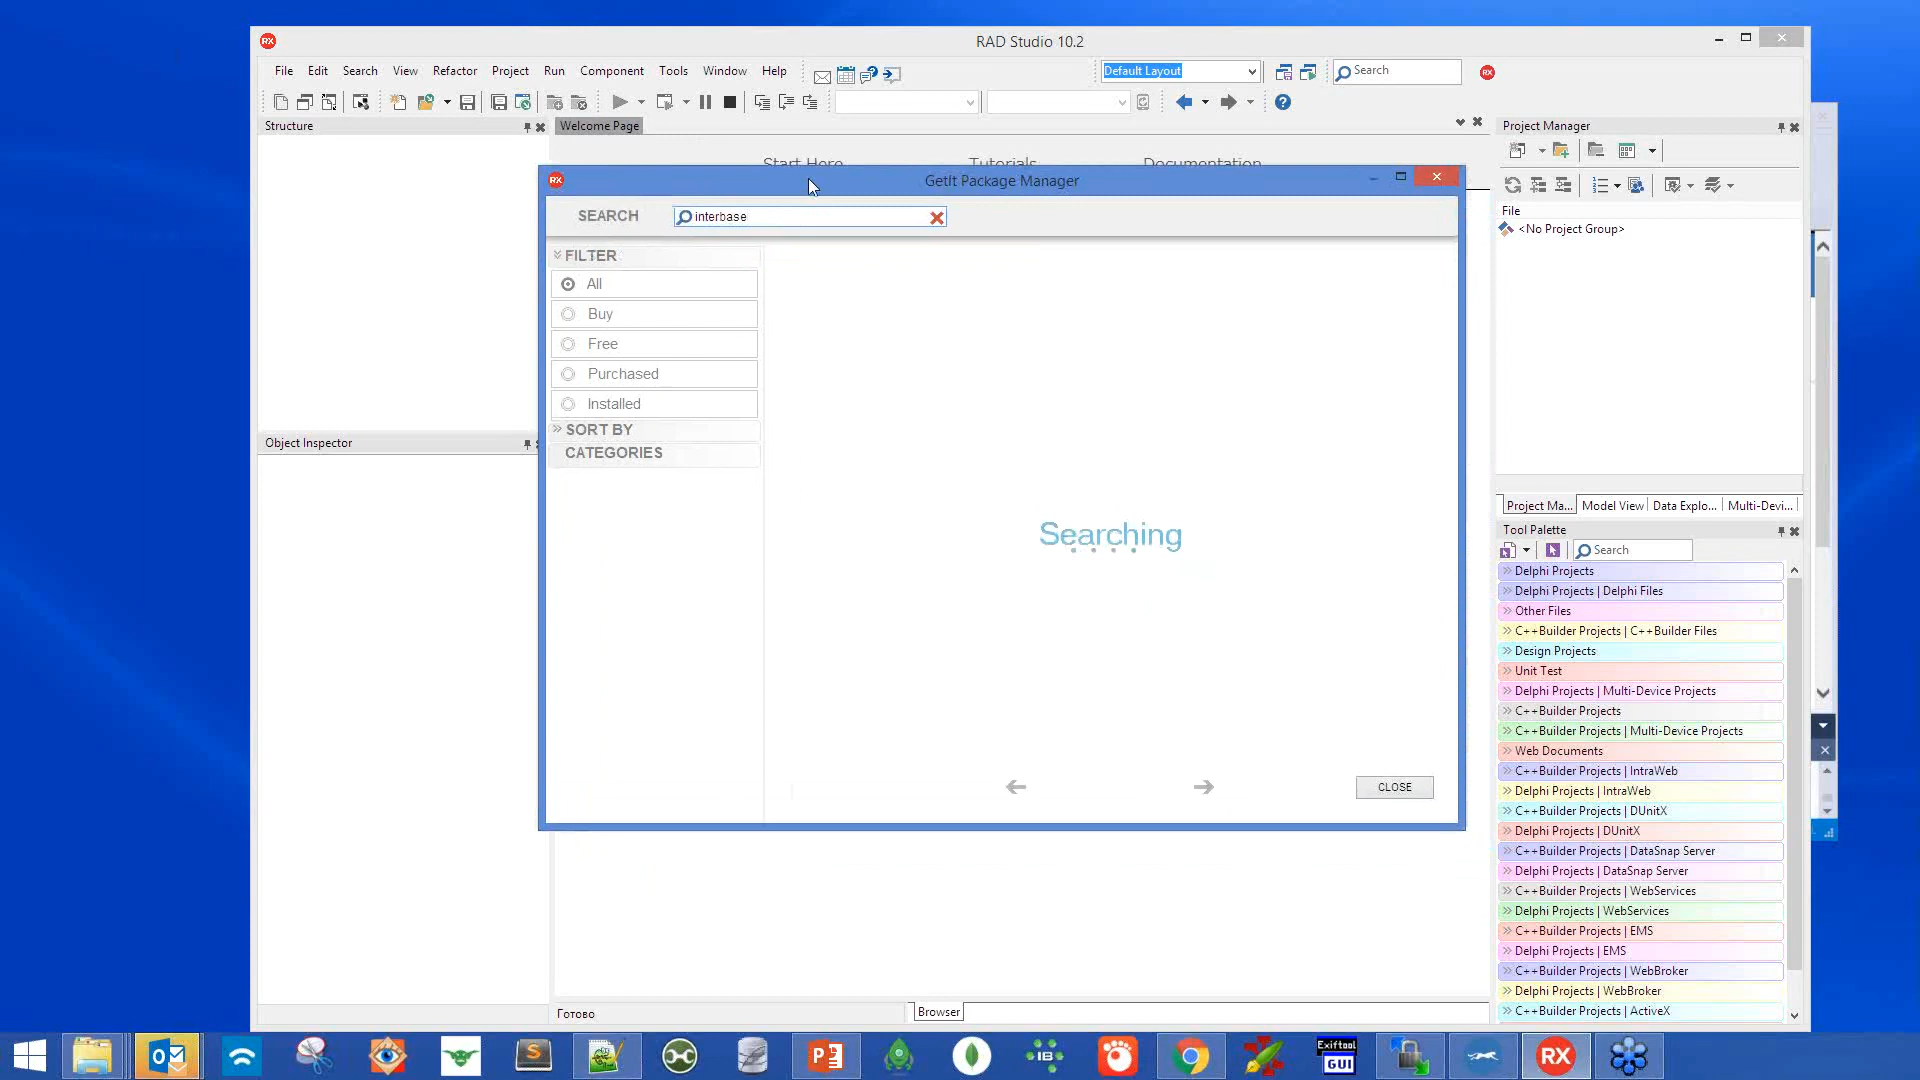 RX
RAD Studio 10.2
File Edit Search View Refactor Project Run Component Tools Window Help
Default Layout
Search
RX
Structure
Welcome Page
Project Manager
Start Here Tutorials Documentation
RX
GetIt Package Manager
SEARCH
interbase
FILTER
All
Buy
Free
Purchased
Installed
SORT BY
CATEGORIES
Searching
CLOSE
File
<No Project Group>
Object Inspector
Project Ma... Model View Data Explo... Multi-Devi...
Tool Palette
Search
Delphi Projects
Delphi Projects | Delphi Files
Other Files
C++Builder Projects | C++Builder Files
Design Projects
Unit Test
Delphi Projects | Multi-Device Projects
C++Builder Projects
C++Builder Projects | Multi-Device Projects
Web Documents
C++Builder Projects | IntraWeb
Delphi Projects | IntraWeb
C++Builder Projects | DUnitX
Delphi Projects | DUnitX
C++Builder Projects | DataSnap Server
Delphi Projects | DataSnap Server
C++Builder Projects | WebServices
Delphi Projects | WebServices
C++Builder Projects | EMS
Delphi Projects | EMS
C++Builder Projects | WebBroker
Delphi Projects | WebBroker
C++Builder Projects | ActiveX
Готово
Browser
IB
Exiftool
GUI
RX